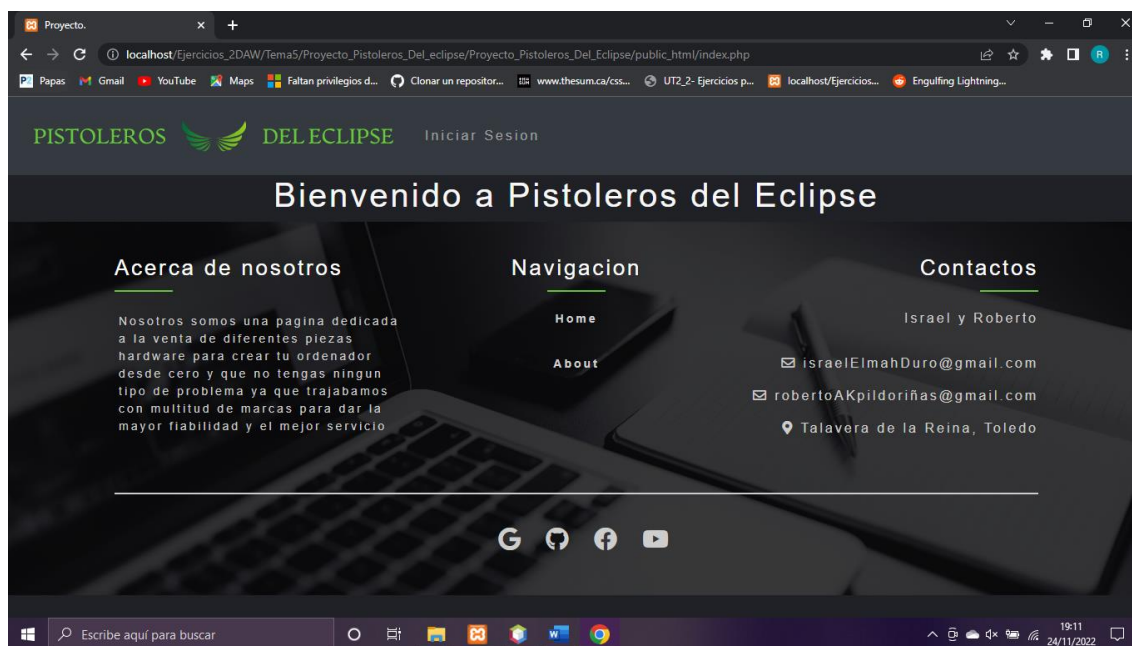 Proyecto.
localhost/Ejercicios_2DAW/Tema5/Proyecto_Pistoleros_Del_eclipse/Proyecto_Pistoleros_Del_Eclipse/public_html/index.php
R
Papas Gmail YouTube Maps Faltan privilegios d... Clonar un repositor... www.thesum.ca/css... UT2_2- Ejercicios p... localhost/Ejercicios... Engulfing Lightning...
PISTOLEROS DEL ECLIPSE Iniciar Sesion
Bienvenido a Pistoleros del Eclipse
Acerca de nosotros
Nosotros somos una pagina dedicada
a la venta de diferentes piezas
hardware para crear tu ordenador
desde cero y que no tengas ningun
tipo de problema ya que trajabamos
con multitud de marcas para dar la
mayor fiabilidad y el mejor servicio
Navigacion
Home
About
Contactos
Israel y Roberto
israelElmahDuro@gmail.com
robertoAKpildoriñas@gmail.com
Talavera de la Reina, Toledo
Escribe aquí para buscar
19:11
24/11/2022